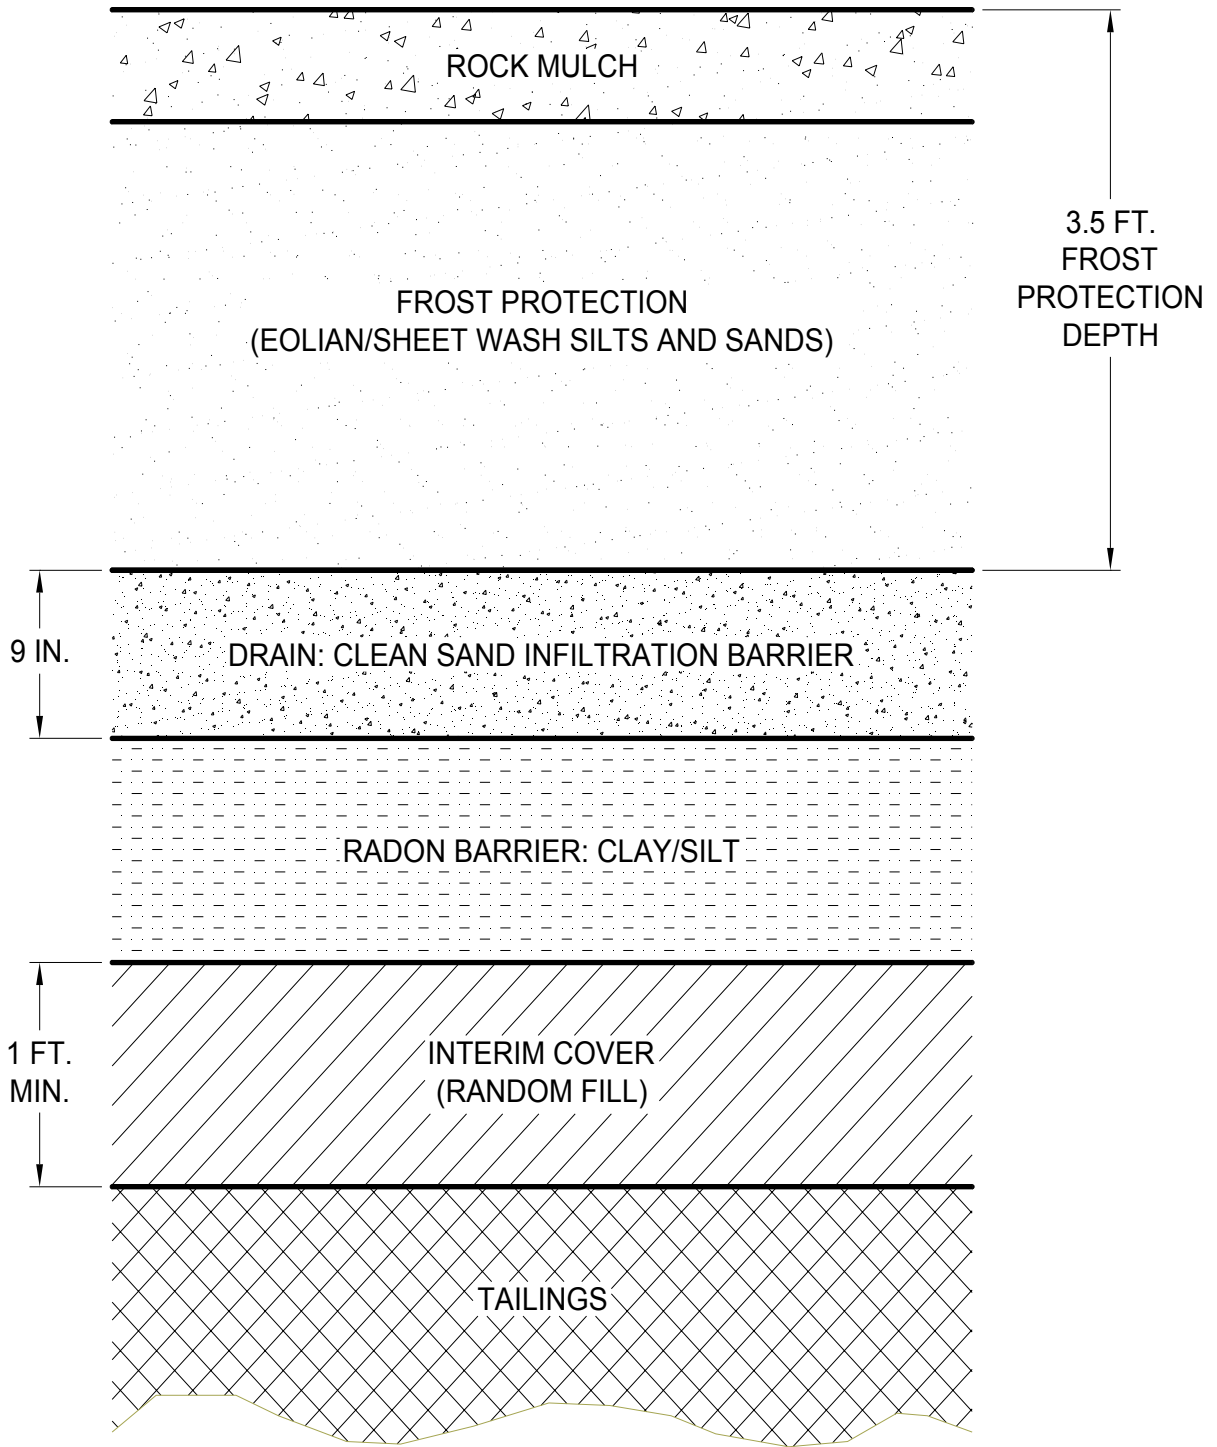 ROCK MULCH
3.5 FT.
FROST
PROTECTION
DEPTH
FROST PROTECTION
(EOLIAN/SHEET WASH SILTS AND SANDS)
9 IN.
DRAIN: CLEAN SAND INFILTRATION BARRIER
RADON BARRIER: CLAY/SILT
1 FT.
MIN.
INTERIM COVER
(RANDOM FILL)
TAILINGS